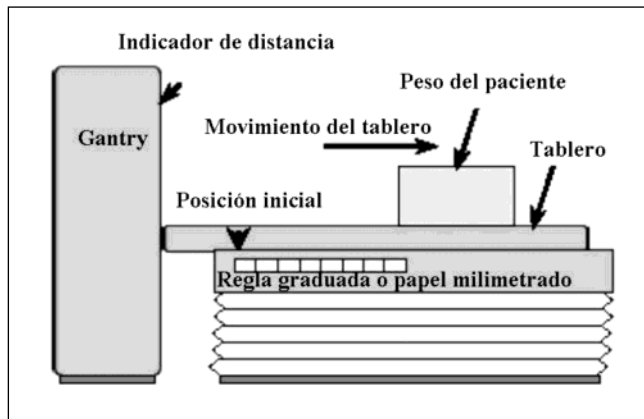 Indicador de distancia
Peso del paciente
Gantry
Movimiento del tablero
Tablero
Posición inicial
Regla graduada o papel milimetrado